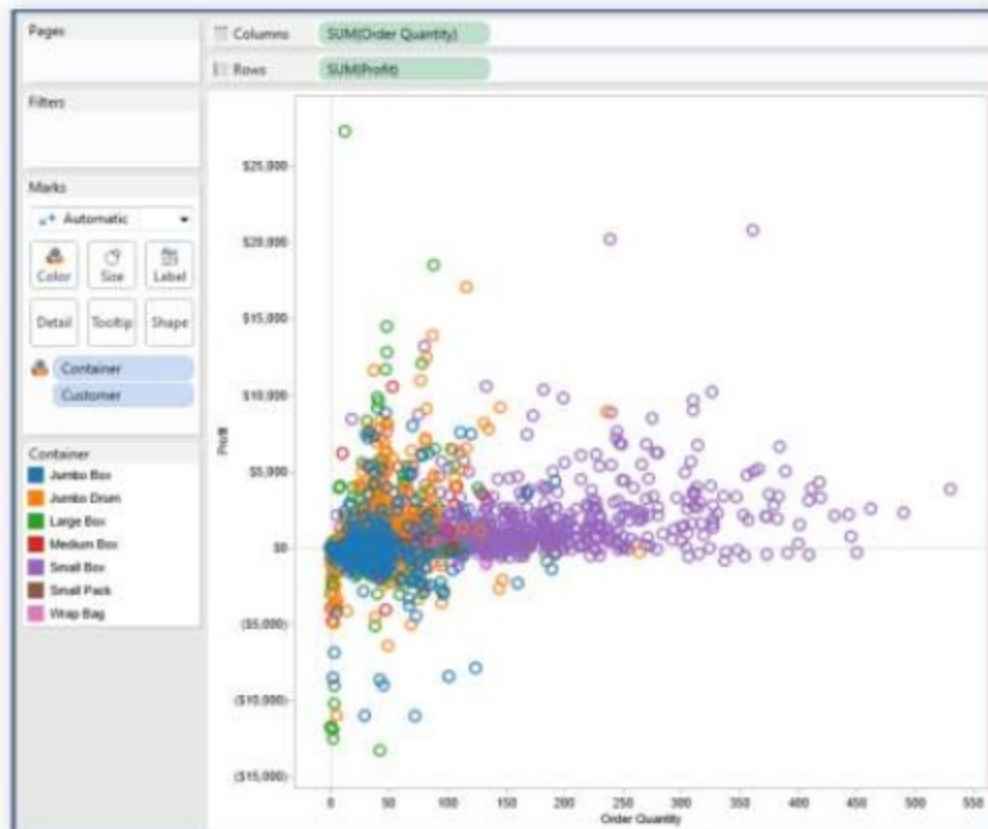 Pages
Columns SUM(Order Quantity)
Rows SUM(Profit)
Filters
Marks
Automatic
Color Size Label
Detail Tooltip Shape
Container
Customer
Container
Jumbo Box
Jumbo Drum
Large Box
Medium Box
Small Box
Small Pack
Wrap Bag
Profit
$25,000
$20,000
$15,000
$10,000
$5,000
$0
($5,000)
($10,000)
($15,000)
0 50 100 150 200 250 300 350 400 450 500 550
Order Quantity